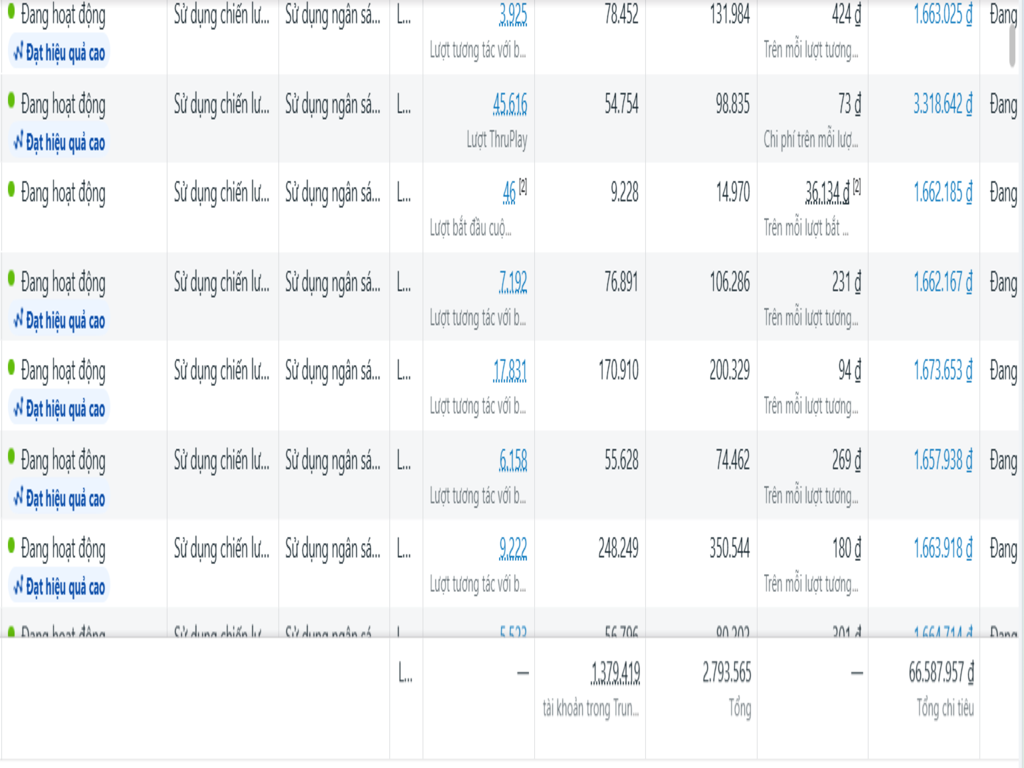 Đang hoạt động Sử dụng chiến lư... Sử dụng ngân sá... L... 3.925 78.452 131.984 424 ₫ 1.663.025 ₫ Đang
Đạt hiệu quả cao Lượt tương tác với b... Trên mỗi lượt tương...
Đang hoạt động Sử dụng chiến lư... Sử dụng ngân sá... L... 45.616 54.754 98.835 73 ₫ 3.318.642 ₫ Đang
Đạt hiệu quả cao Lượt ThruPlay Chi phí trên mỗi lượ...
Đang hoạt động Sử dụng chiến lư... Sử dụng ngân sá... L... 46 [2] 9.228 14.970 36.134 ₫ [2] 1.662.185 ₫ Đang
Lượt bắt đầu cuộ... Trên mỗi lượt bắt ...
Đang hoạt động Sử dụng chiến lư... Sử dụng ngân sá... L... 7.192 76.891 106.286 231 ₫ 1.662.167 ₫ Đang
Đạt hiệu quả cao Lượt tương tác với b... Trên mỗi lượt tương...
Đang hoạt động Sử dụng chiến lư... Sử dụng ngân sá... L... 17.831 170.910 200.329 94 ₫ 1.673.653 ₫ Đang
Đạt hiệu quả cao Lượt tương tác với b... Trên mỗi lượt tương...
Đang hoạt động Sử dụng chiến lư... Sử dụng ngân sá... L... 6.158 55.628 74.462 269 ₫ 1.657.938 ₫ Đang
Đạt hiệu quả cao Lượt tương tác với b... Trên mỗi lượt tương...
Đang hoạt động Sử dụng chiến lư... Sử dụng ngân sá... L... 9.222 248.249 350.544 180 ₫ 1.663.918 ₫ Đang
Đạt hiệu quả cao Lượt tương tác với b... Trên mỗi lượt tương...
Đang hoạt động Sử dụng chiến lư... Sử dụng ngân sá... L...
L... — 1.379.419 2.793.565 — 66.587.957 ₫
tài khoản trong Trun... Tổng Tổng chi tiêu